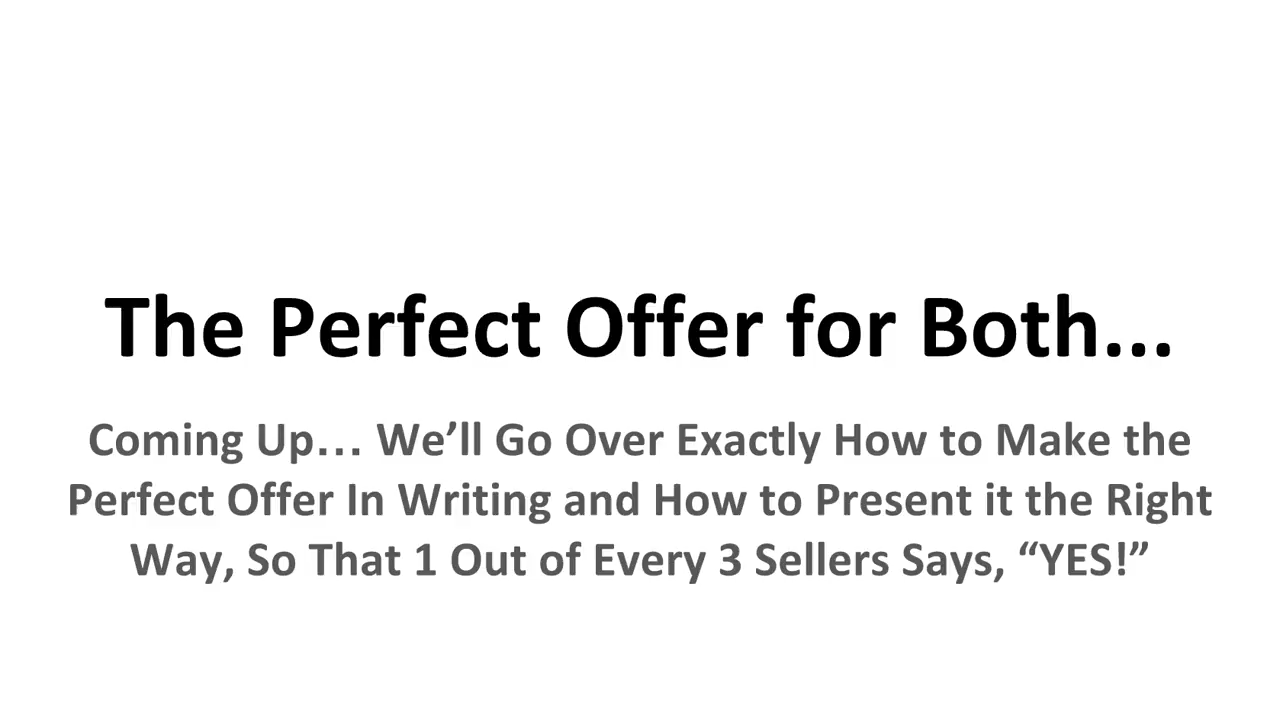 The Perfect Offer for Both...
Coming Up… We’ll Go Over Exactly How to Make the
Perfect Offer In Writing and How to Present it the Right
Way, So That 1 Out of Every 3 Sellers Says, “YES!”